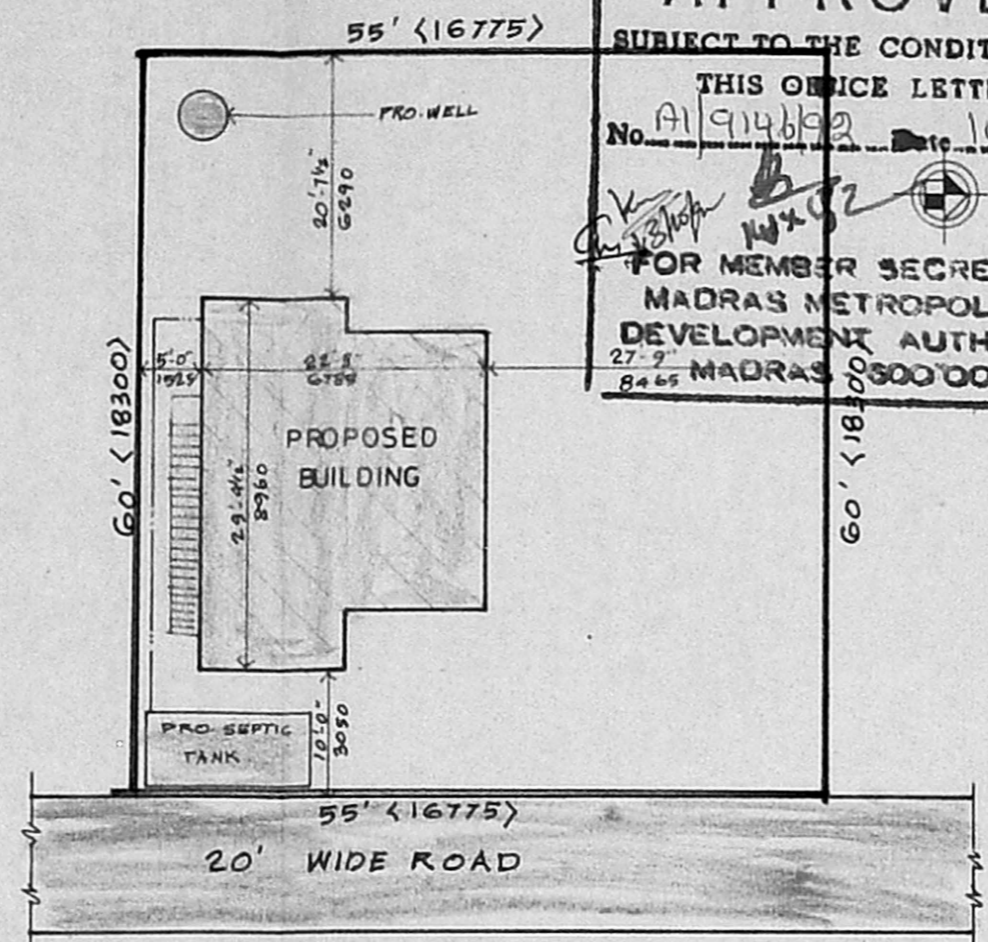 55' <16775>
APPROVE
SUBJECT TO THE CONDIT
THIS OFFICE LETT
No. A1/9146/92 Date 1
PRO. WELL
20'-7½"
6290
FOR MEMBER SECRE
MADRAS METROPOL
DEVELOPMENT AUTH
MADRAS 600 00
60' <18300>
5'-0"
1525
22'-3"
27'-9"
8465
60' <18300>
PROPOSED
BUILDING
29'-4½"
8960
PRO SEPTIC
TANK
10'-0"
3050
55' <16775>
20' WIDE ROAD